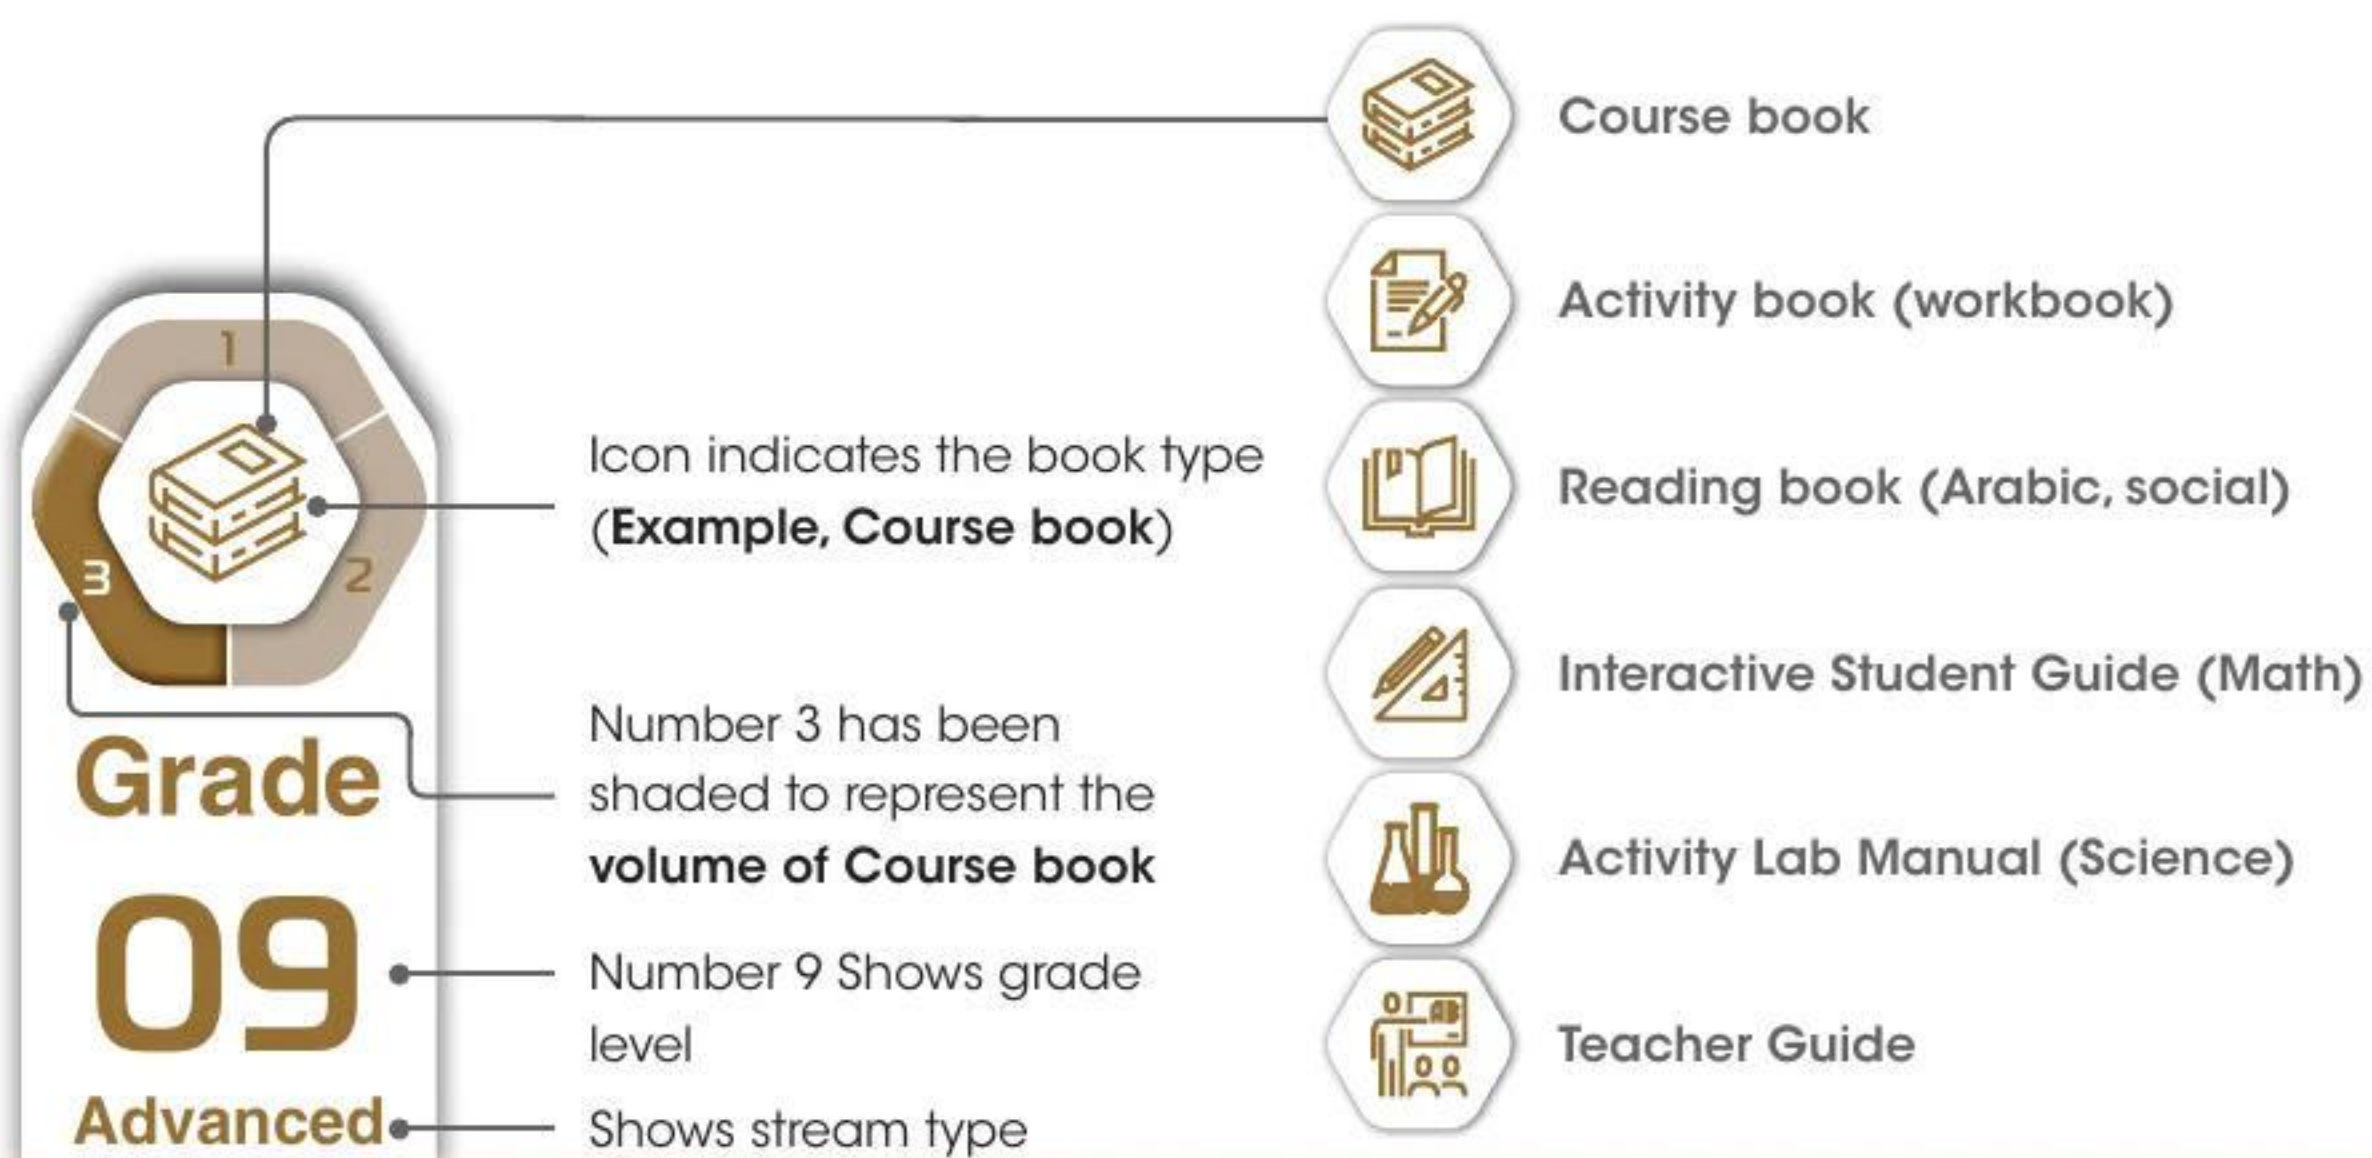 1
2
3
Grade
09
Advanced
Icon indicates the book type
(Example, Course book)
Number 3 has been
shaded to represent the
volume of Course book
Number 9 Shows grade
level
Shows stream type
Course book
Activity book (workbook)
Reading book (Arabic, social)
Interactive Student Guide (Math)
Activity Lab Manual (Science)
Teacher Guide